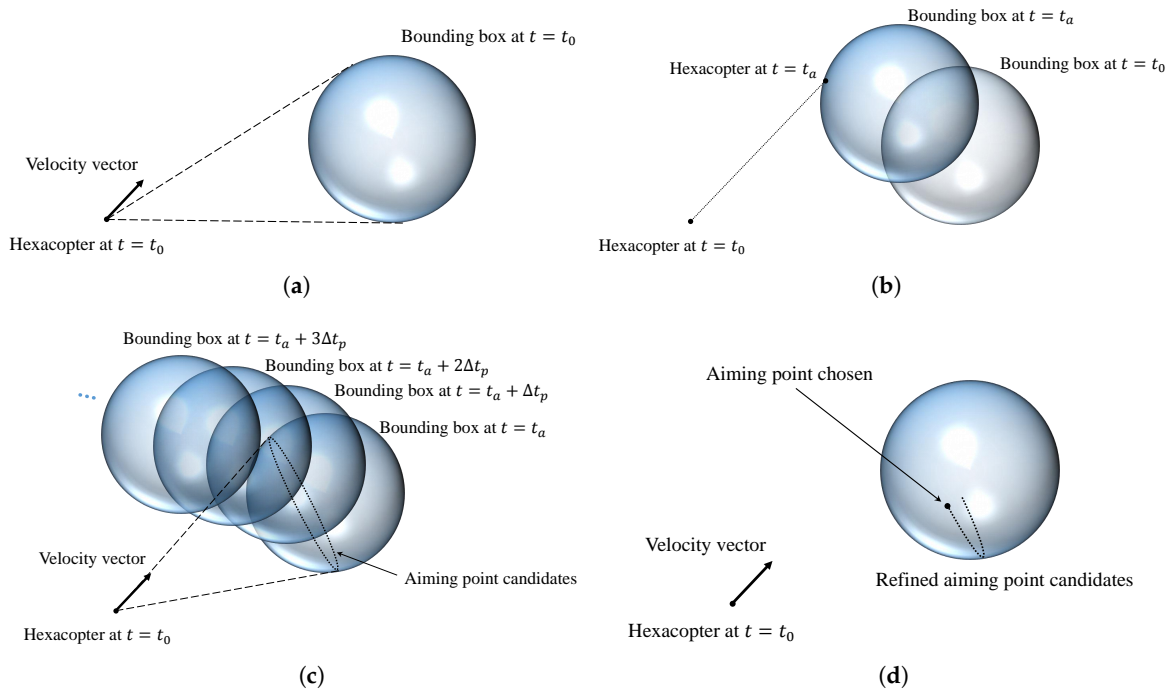 Bounding box at t = t₀
Velocity vector
Hexacopter at t = t₀
(a)
Bounding box at t = tₐ
Hexacopter at t = tₐ
Bounding box at t = t₀
Hexacopter at t = t₀
(b)
Bounding box at t = tₐ + 3Δtₚ
Bounding box at t = tₐ + 2Δtₚ
Bounding box at t = tₐ + Δtₚ
Bounding box at t = tₐ
Velocity vector
Aiming point candidates
Hexacopter at t = t₀
(c)
Aiming point chosen
Velocity vector
Refined aiming point candidates
Hexacopter at t = t₀
(d)